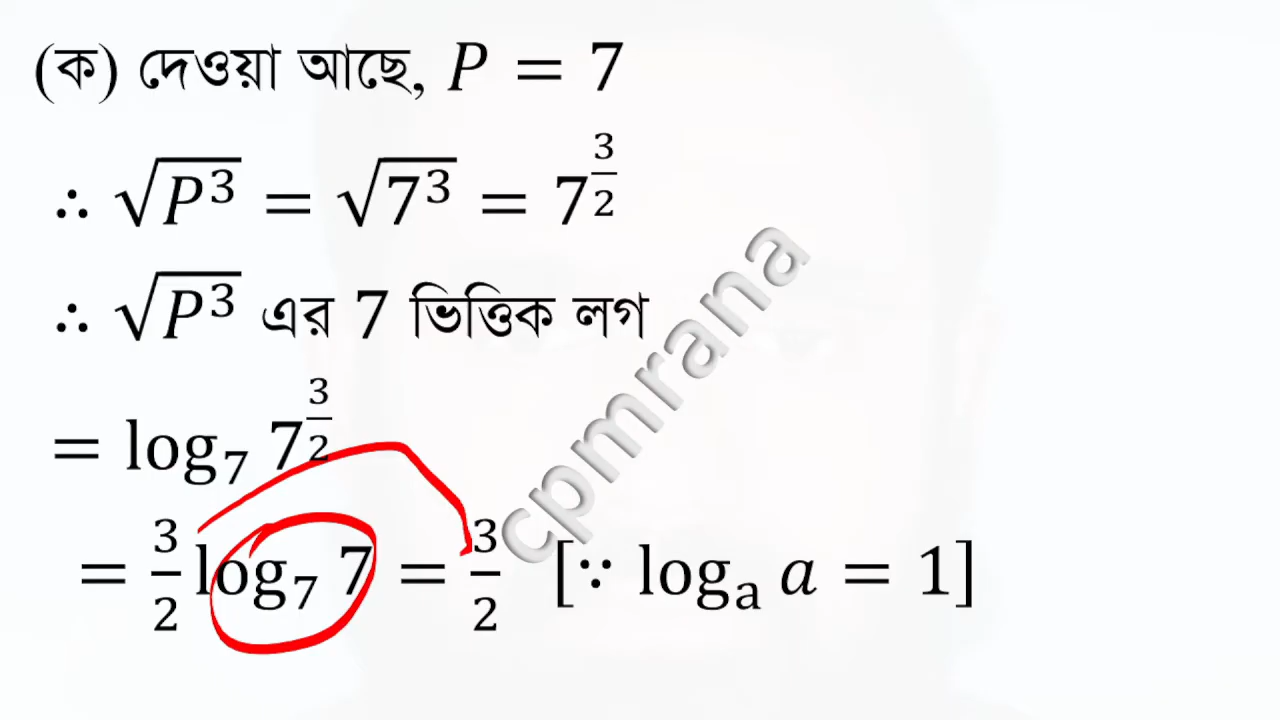 (ক) দেওয়া আছে, P = 7
∴ √P³ = √7³ = 7^(3/2)
∴ √P³ এর 7 ভিত্তিক লগ
= log₇ 7^(3/2)
= 3/2 log₇ 7 = 3/2 [∵ logₐ a = 1]
cpmrana